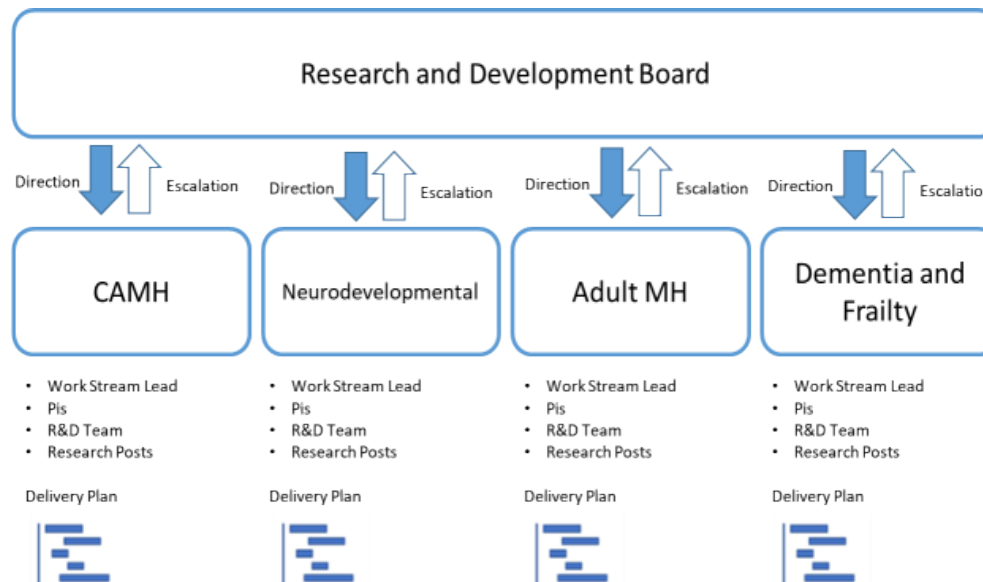 Research and Development Board
Direction
Escalation
Direction
Escalation
Direction
Escalation
Direction
Escalation
CAMH
Neurodevelopmental
Adult MH
Dementia and
Frailty
• Work Stream Lead
• Pis
• R&D Team
• Research Posts
• Work Stream Lead
• Pis
• R&D Team
• Research Posts
• Work Stream Lead
• Pis
• R&D Team
• Research Posts
• Work Stream Lead
• Pis
• R&D Team
• Research Posts
Delivery Plan
Delivery Plan
Delivery Plan
Delivery Plan